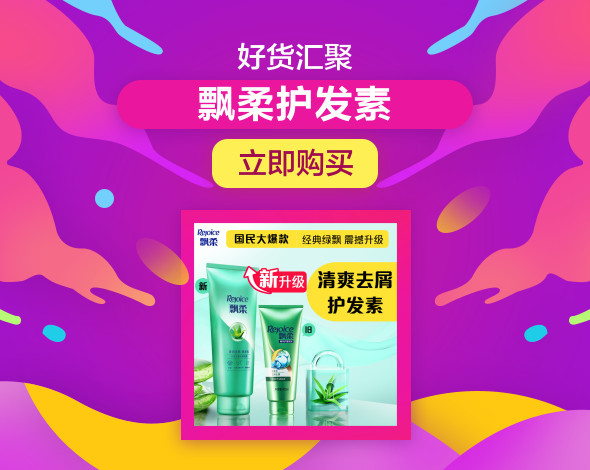 好货汇聚
飘柔护发素
立即购买
Rejoice
飘柔
国民大爆款
经典绿飘 震撼升级
新
新升级
清爽去屑
护发素
Rejoice
飘柔
Rejoice
飘柔
旧